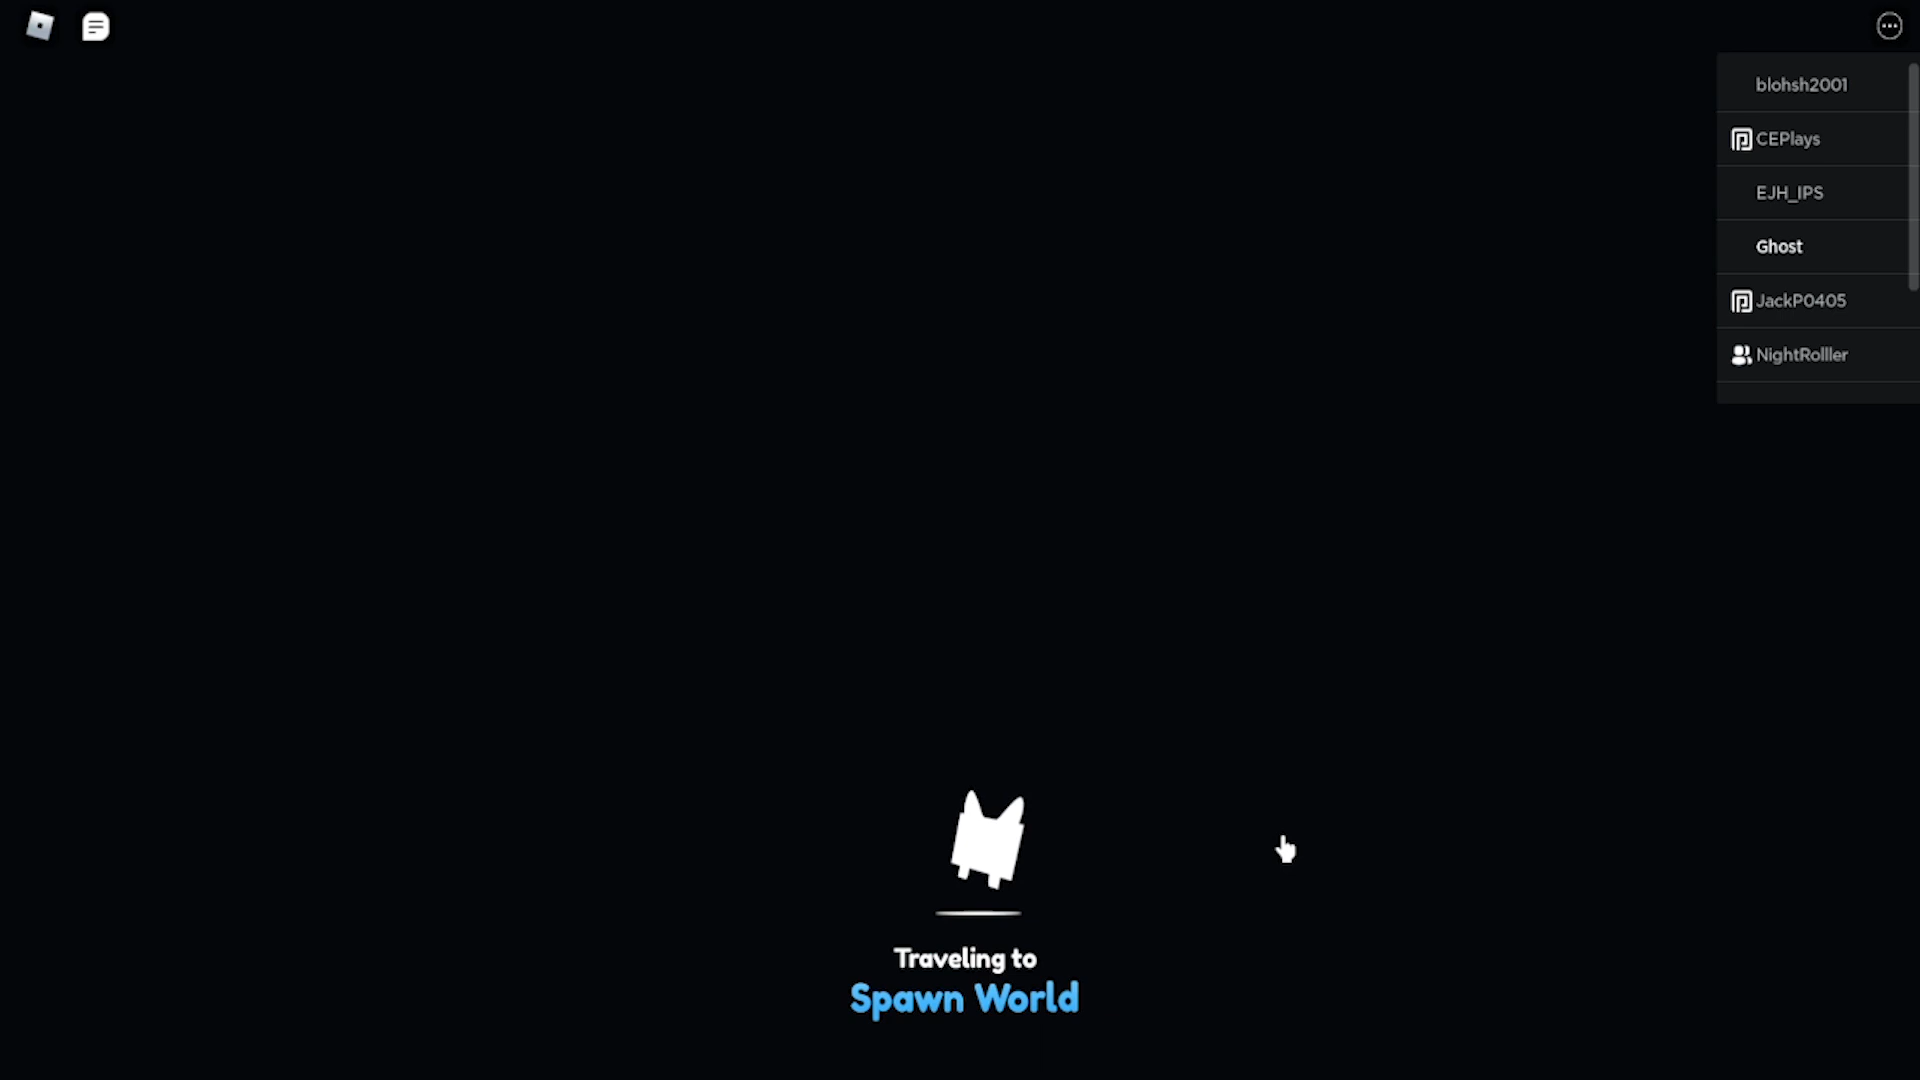 blohsh2001
CEPlays
EJH_IPS
Ghost
JackP0405
NightRolller
Traveling to
Spawn World